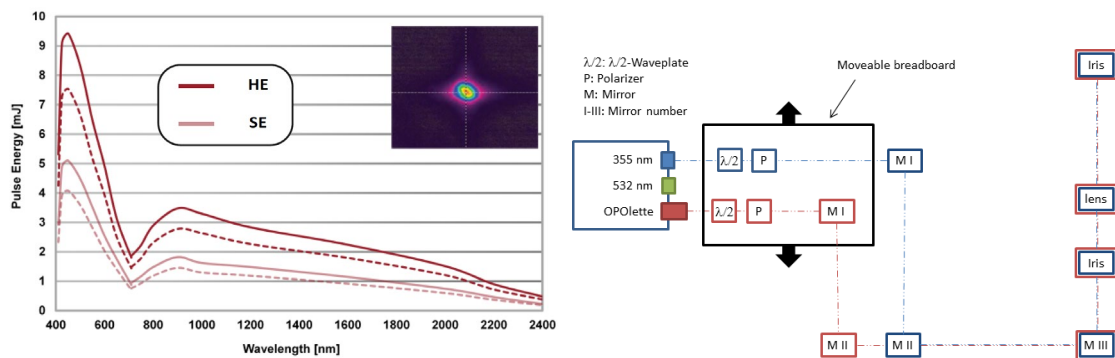 10
9
8
7
6
5
4
3
2
1
0
Pulse Energy [mJ]
HE
SE
400 600 800 1000 1200 1400 1600 1800 2000 2200 2400
Wavelength [nm]
λ/2: λ/2-Waveplate
P: Polarizer
M: Mirror
I-III: Mirror number
Moveable breadboard
355 nm
532 nm
OPOlette
λ/2 P M I
λ/2 P M I
Iris
lens
Iris
M II M II M III